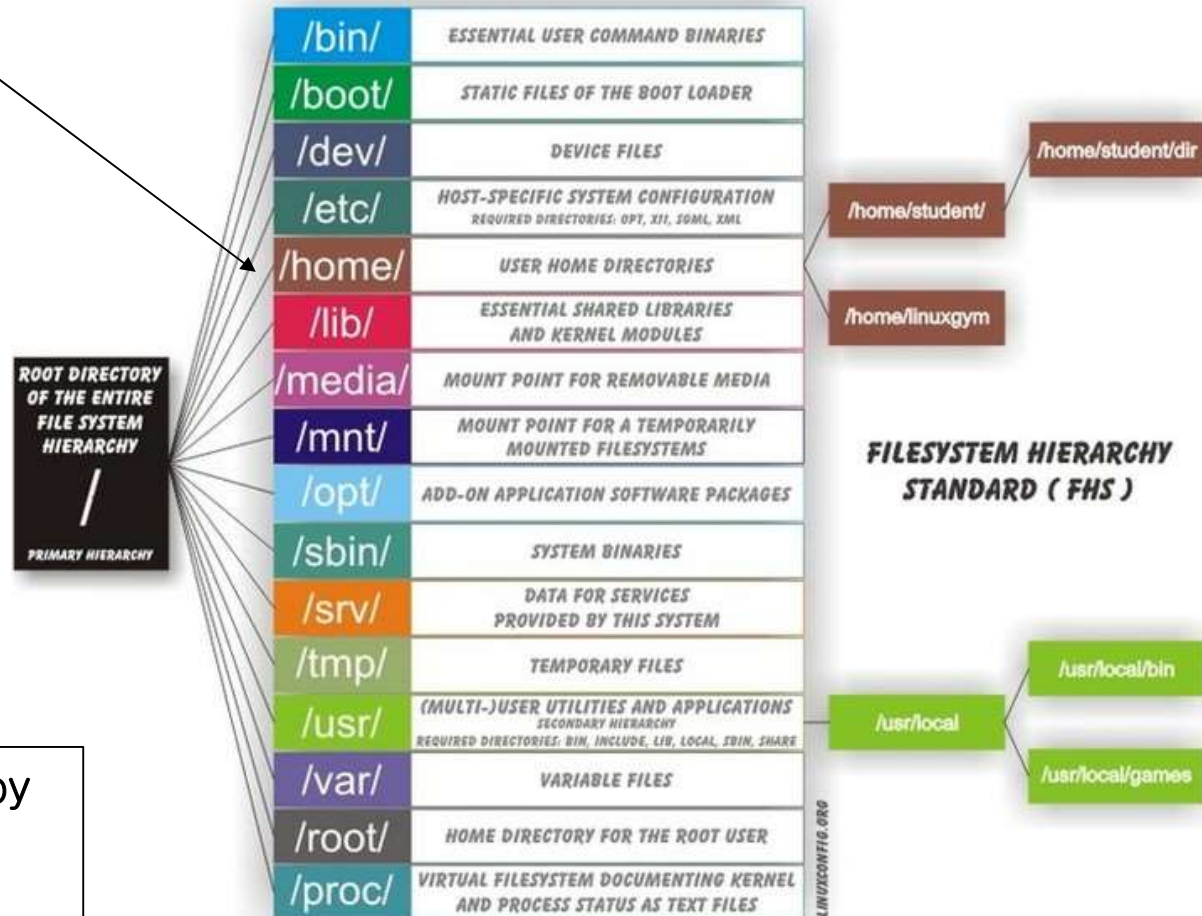 /bin/
ESSENTIAL USER COMMAND BINARIES
/boot/
STATIC FILES OF THE BOOT LOADER
/dev/
DEVICE FILES
/etc/
HOST-SPECIFIC SYSTEM CONFIGURATION
REQUIRED DIRECTORIES: OPT, X11, SGML, XML
/home/
USER HOME DIRECTORIES
/lib/
ESSENTIAL SHARED LIBRARIES
AND KERNEL MODULES
/media/
MOUNT POINT FOR REMOVABLE MEDIA
/mnt/
MOUNT POINT FOR A TEMPORARILY
MOUNTED FILESYSTEMS
/opt/
ADD-ON APPLICATION SOFTWARE PACKAGES
/sbin/
SYSTEM BINARIES
/srv/
DATA FOR SERVICES
PROVIDED BY THIS SYSTEM
/tmp/
TEMPORARY FILES
/usr/
(MULTI-)USER UTILITIES AND APPLICATIONS
SECONDARY HIERARCHY
REQUIRED DIRECTORIES: BIN, INCLUDE, LIB, LOCAL, SBIN, SHARE
/var/
VARIABLE FILES
/root/
HOME DIRECTORY FOR THE ROOT USER
/proc/
VIRTUAL FILESYSTEM DOCUMENTING KERNEL
AND PROCESS STATUS AS TEXT FILES
ROOT DIRECTORY
OF THE ENTIRE
FILE SYSTEM
HIERARCHY
/
PRIMARY HIERARCHY
/home/student/dir
/home/student/
/home/linuxgym
FILESYSTEM HIERARCHY
STANDARD ( FHS )
/usr/local/bin
/usr/local
/usr/local/games
LINUXCONFIG.ORG